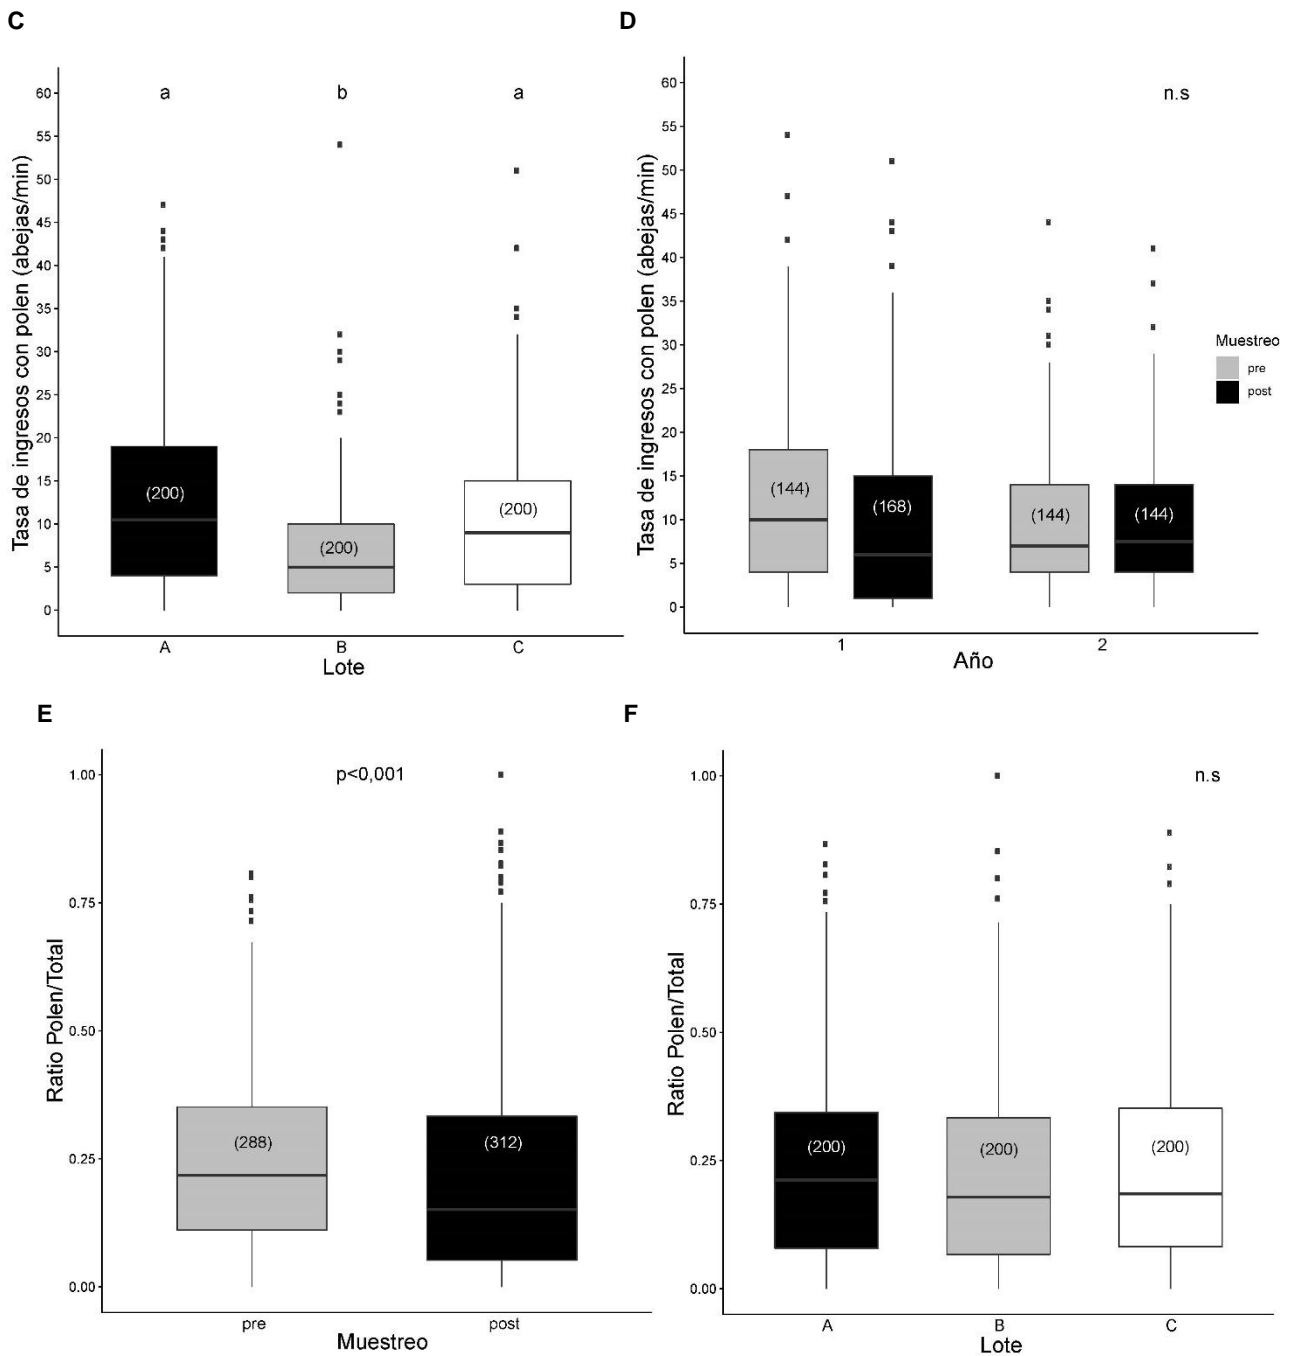 C
Tasa de ingresos con polen (abejas/min)
60
55
50
45
40
35
30
25
20
15
10
5
0
a
b
a
(200)
(200)
(200)
A
B
C
Lote
D
Tasa de ingresos con polen (abejas/min)
60
55
50
45
40
35
30
25
20
15
10
5
0
n.s
(144)
(168)
(144)
(144)
1
2
Año
Muestreo
pre
post
E
Ratio Polen/Total
1.00
0.75
0.50
0.25
0.00
p<0,001
(288)
(312)
pre
post
Muestreo
F
Ratio Polen/Total
1.00
0.75
0.50
0.25
0.00
n.s
(200)
(200)
(200)
A
B
C
Lote